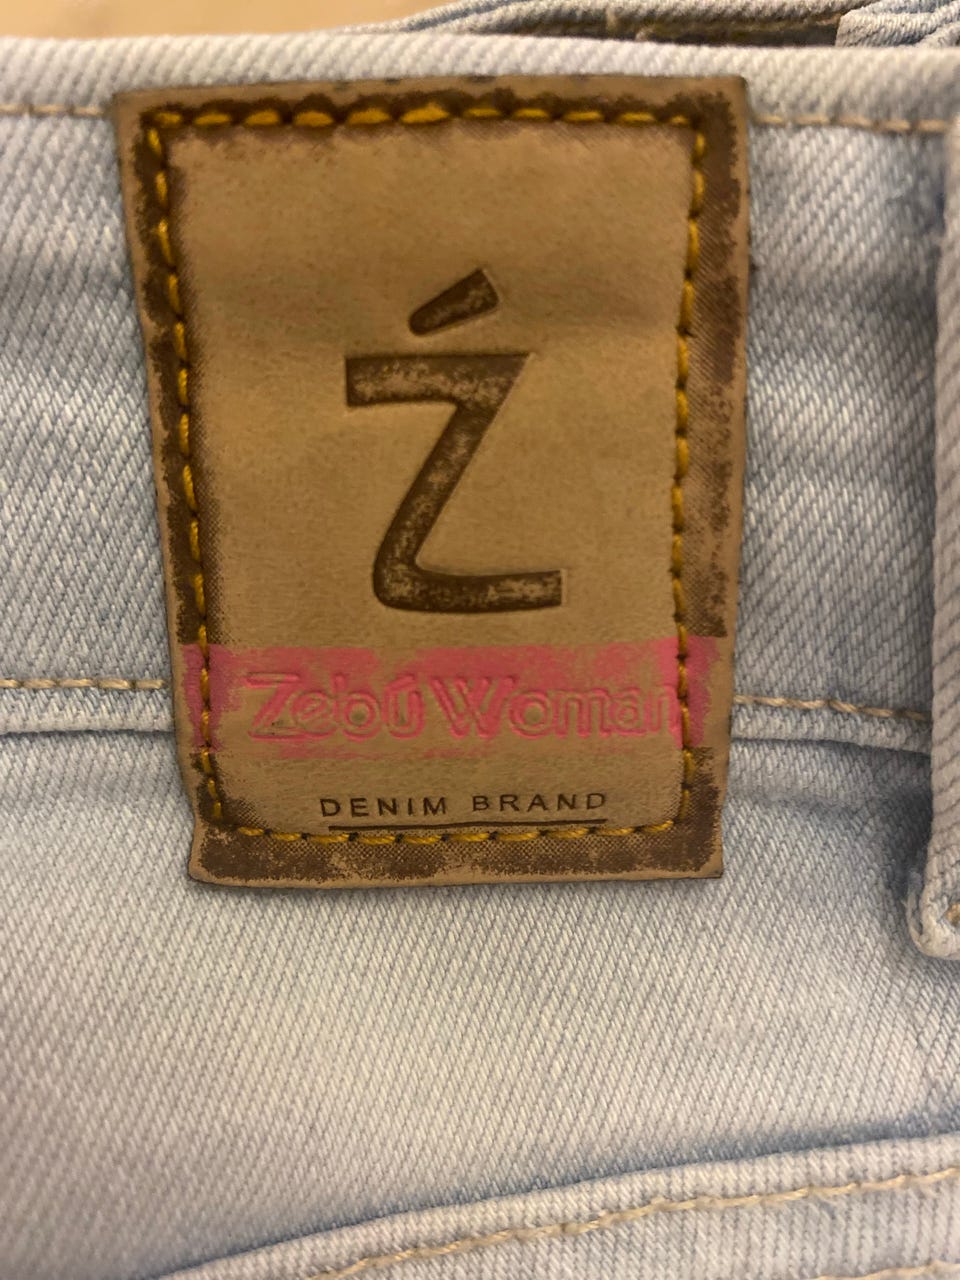 Ź
Zebú Woman
DENIM BRAND